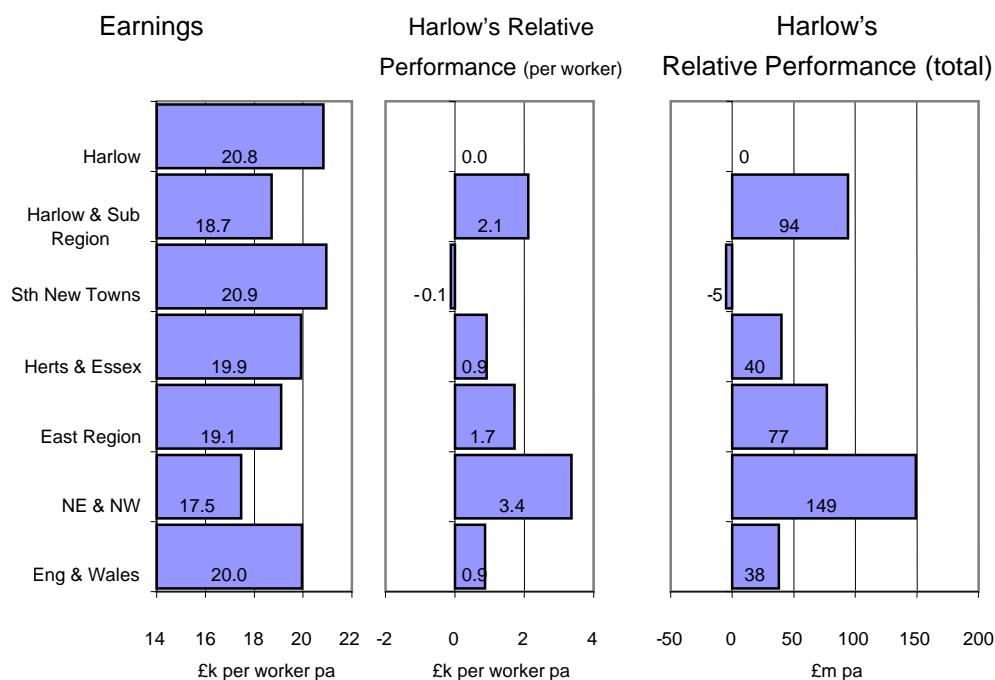 Earnings
Harlow's Relative
Performance (per worker)
Harlow's
Relative Performance (total)
Harlow
20.8
0.0
0
Harlow & Sub
Region
18.7
2.1
94
Sth New Towns
20.9
-0.1
-5
Herts & Essex
19.9
0.9
40
East Region
19.1
1.7
77
NE & NW
17.5
3.4
149
Eng & Wales
20.0
0.9
38
14 16 18 20 22
-2 0 2 4
-50 0 50 100 150 200
£k per worker pa
£k per worker pa
£m pa